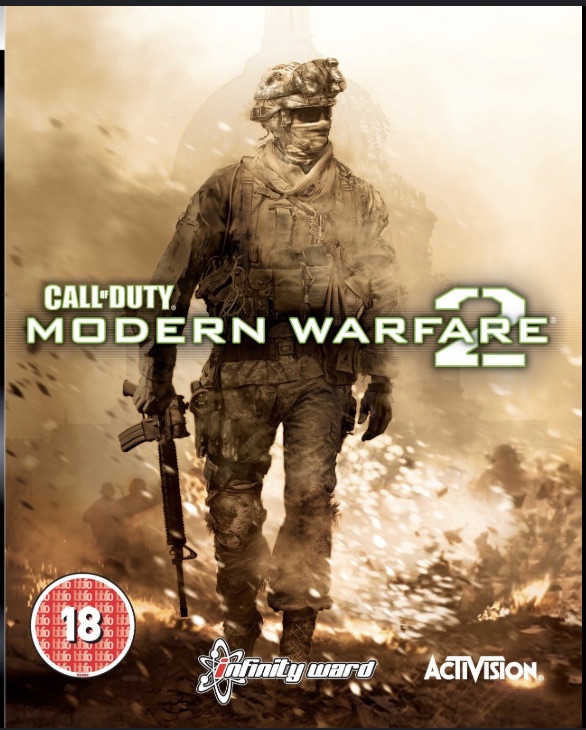 CALL OF DUTY®
MODERN WARFARE 2®
18
infinity ward
ACTIVISION®